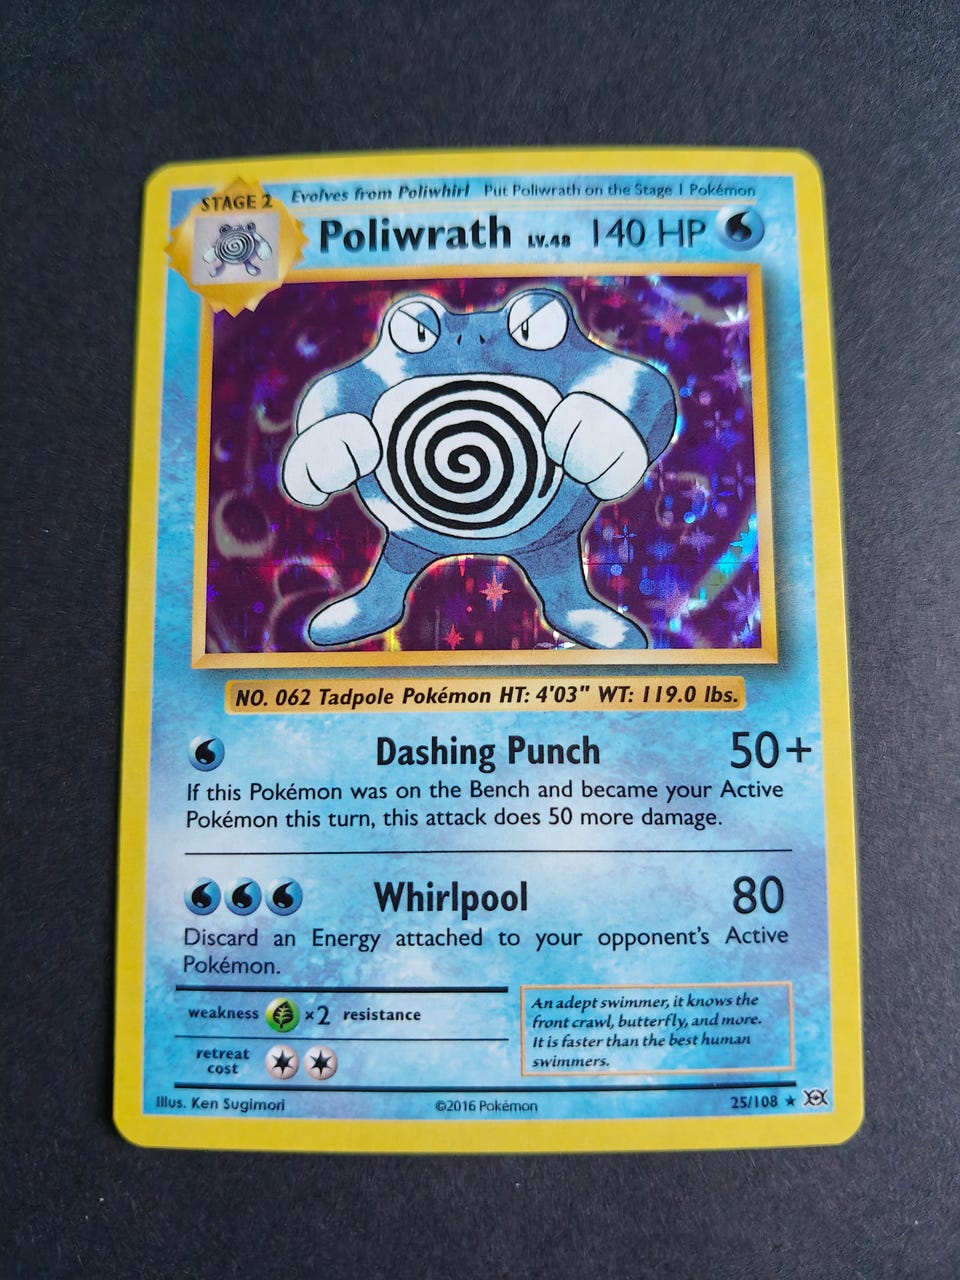 STAGE 2
Evolves from Poliwhirl Put Poliwrath on the Stage 1 Pokémon
Poliwrath LV.48 140 HP
NO. 062 Tadpole Pokémon HT: 4'03" WT: 119.0 lbs.
Dashing Punch 50+
If this Pokémon was on the Bench and became your Active
Pokémon this turn, this attack does 50 more damage.
Whirlpool 80
Discard an Energy attached to your opponent's Active
Pokémon.
weakness ×2 resistance
retreat
cost
An adept swimmer, it knows the
front crawl, butterfly, and more.
It is faster than the best human
swimmers.
Illus. Ken Sugimori ©2016 Pokémon 25/108 ★